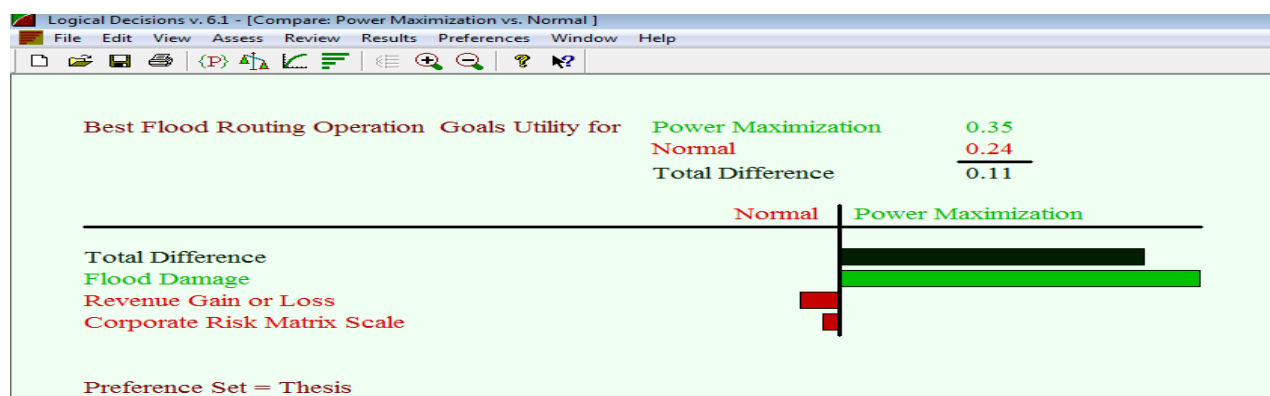 Logical Decisions v. 6.1 - [Compare: Power Maximization vs. Normal ]
File Edit View Assess Review Results Preferences Window Help
{P} ? ?
Best Flood Routing Operation Goals Utility for Power Maximization 0.35
Normal 0.24
Total Difference 0.11
Normal Power Maximization
Total Difference
Flood Damage
Revenue Gain or Loss
Corporate Risk Matrix Scale
Preference Set = Thesis